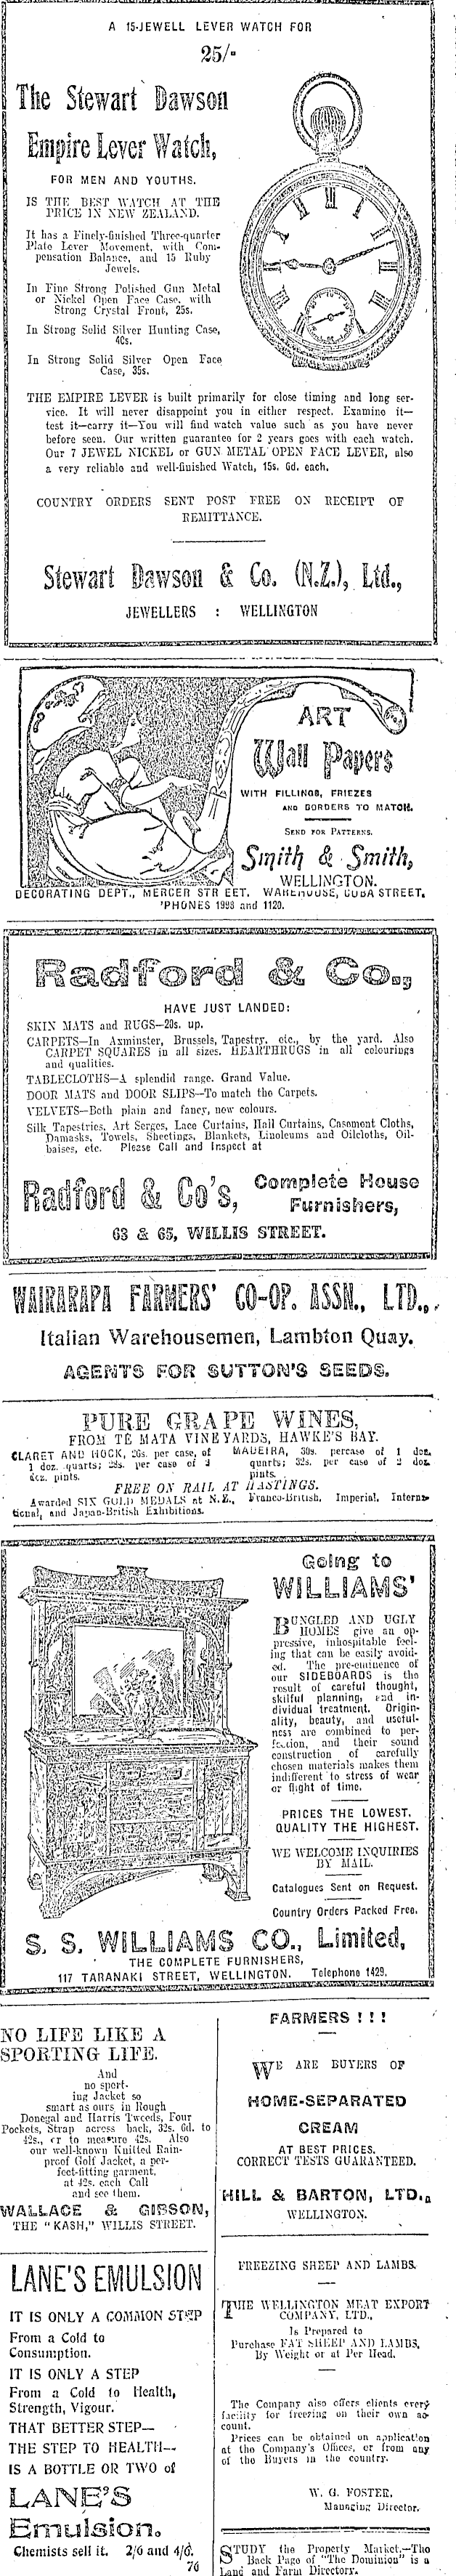 A 15-JEWELL LEVER WATCH FOR
25/-
The Stewart Dawson
Empire Lever Watch,
FOR MEN AND YOUTHS.
IS THE BEST WATCH AT THE
PRICE IN NEW ZEALAND.
It has a Finely-finished Three-quarter
Plate Lever Movement, with Com-
pensation Balance, and 15 Ruby
Jewels.
In Fine Strong Polished Gun Metal
or Nickel Open Face Case, with
Strong Crystal Front, 25s.
In Strong Solid Silver Hunting Case,
40s.
In Strong Solid Silver Open Face
Case, 35s.
THE EMPIRE LEVER is built primarily for close timing and long ser-
vice. It will never disappoint you in either respect. Examine it—
test it—carry it—You will find watch value such as you have never
before seen. Our written guarantee for 2 years goes with each watch.
Our 7 JEWEL NICKEL or GUN METAL OPEN FACE LEVER, also
a very reliable and well-finished Watch, 15s. 6d. each.
COUNTRY ORDERS SENT POST FREE ON RECEIPT OF
REMITTANCE.
Stewart Dawson & Co. (N.Z.), Ltd.,
JEWELLERS : WELLINGTON
ART
Wall Papers
WITH FILLINGS, FRIEZES
AND BORDERS TO MATCH.
SEND FOR PATTERNS.
Smith & Smith,
WELLINGTON.
DECORATING DEPT., MERCER STREET. WAREHOUSE, CUBA STREET.
'PHONES 1998 and 1120.
Radford & Co.,
HAVE JUST LANDED:
SKIN MATS and RUGS—20s. up.
CARPETS—In Axminster, Brussels, Tapestry, etc., by the yard. Also
CARPET SQUARES in all sizes. HEARTHRUGS in all colourings
and qualities.
TABLECLOTHS—A splendid range. Grand Value.
DOOR MATS and DOOR SLIPS—To match the Carpets.
VELVETS—Both plain and fancy, new colours.
Silk Tapestries, Art Serges, Lace Curtains, Hall Curtains, Casement Cloths,
Damasks, Towels, Sheetings, Blankets, Linoleums and Oilcloths, Oil-
baises, etc. Please Call and Inspect at
Radford & Co's, Complete House
Furnishers,
63 & 65, WILLIS STREET.
WAIRARAPA FARMERS' CO-OP. ASSN., LTD.,
Italian Warehousemen, Lambton Quay.
AGENTS FOR SUTTON'S SEEDS.
PURE GRAPE WINES,
FROM TE MATA VINEYARDS, HAWKE'S BAY.
CLARET AND HOCK, 26s. per case, of
1 doz. quarts; 28s. per case of 2
doz. pints.
MADEIRA, 30s. per case of 1 doz.
quarts; 32s. per case of 2 doz.
pints.
FREE ON RAIL AT HASTINGS.
Awarded SIX GOLD MEDALS at N.Z., Franco-British, Imperial, Interna-
tional, and Japan-British Exhibitions.
Going to
WILLIAMS'
BUNGLED AND UGLY
HOMES give an op-
pressive, inhospitable feel-
ing that can be easily avoid-
ed. The pre-eminence of
our SIDEBOARDS is the
result of careful thought,
skilful planning, and in-
dividual treatment. Origin-
ality, beauty, and useful-
ness are combined to per-
fection, and their sound
construction of carefully
chosen materials makes them
indifferent to stress of wear
or flight of time.
PRICES THE LOWEST.
QUALITY THE HIGHEST.
WE WELCOME INQUIRIES
BY MAIL.
Catalogues Sent on Request.
Country Orders Packed Free.
S. S. WILLIAMS CO., Limited,
THE COMPLETE FURNISHERS,
117 TARANAKI STREET, WELLINGTON. Telephone 1429.
NO LIFE LIKE A
SPORTING LIFE.
And
no sport-
ing Jacket so
smart as ours in Rough
Donegal and Harris Tweeds, Four
Pockets, Strap across back, 32s. 6d. to
42s., or to measure 42s. Also
our well-known Knitted Rain-
proof Golf Jacket, a per-
fect-fitting garment,
at 42s. each Call
and see them.
WALLACE & GIBSON,
THE "KASH," WILLIS STREET.
LANE'S EMULSION
IT IS ONLY A COMMON STEP
From a Cold to
Consumption.
IT IS ONLY A STEP
From a Cold to Health,
Strength, Vigour.
THAT BETTER STEP—
THE STEP TO HEALTH—
IS A BOTTLE OR TWO of
LANE'S
Emulsion.
Chemists sell it. 2/6 and 4/6.
76
FARMERS ! ! !
WE ARE BUYERS OF
HOME-SEPARATED
CREAM
AT BEST PRICES.
CORRECT TESTS GUARANTEED.
HILL & BARTON, LTD.,
WELLINGTON.
FREEZING SHEEP AND LAMBS.
THE WELLINGTON MEAT EXPORT
COMPANY, LTD.,
Is Prepared to
Purchase FAT SHEEP AND LAMBS,
By Weight or at Per Head.
The Company also offers clients every
facility for freezing on their own ac-
count.
Prices can be obtained on application
at the Company's Offices, or from any
of the Buyers in the country.
W. G. FOSTER,
Managing Director.
STUDY the Property Market.—The
Back Page of "The Dominion" is a
Land and Farm Directory.